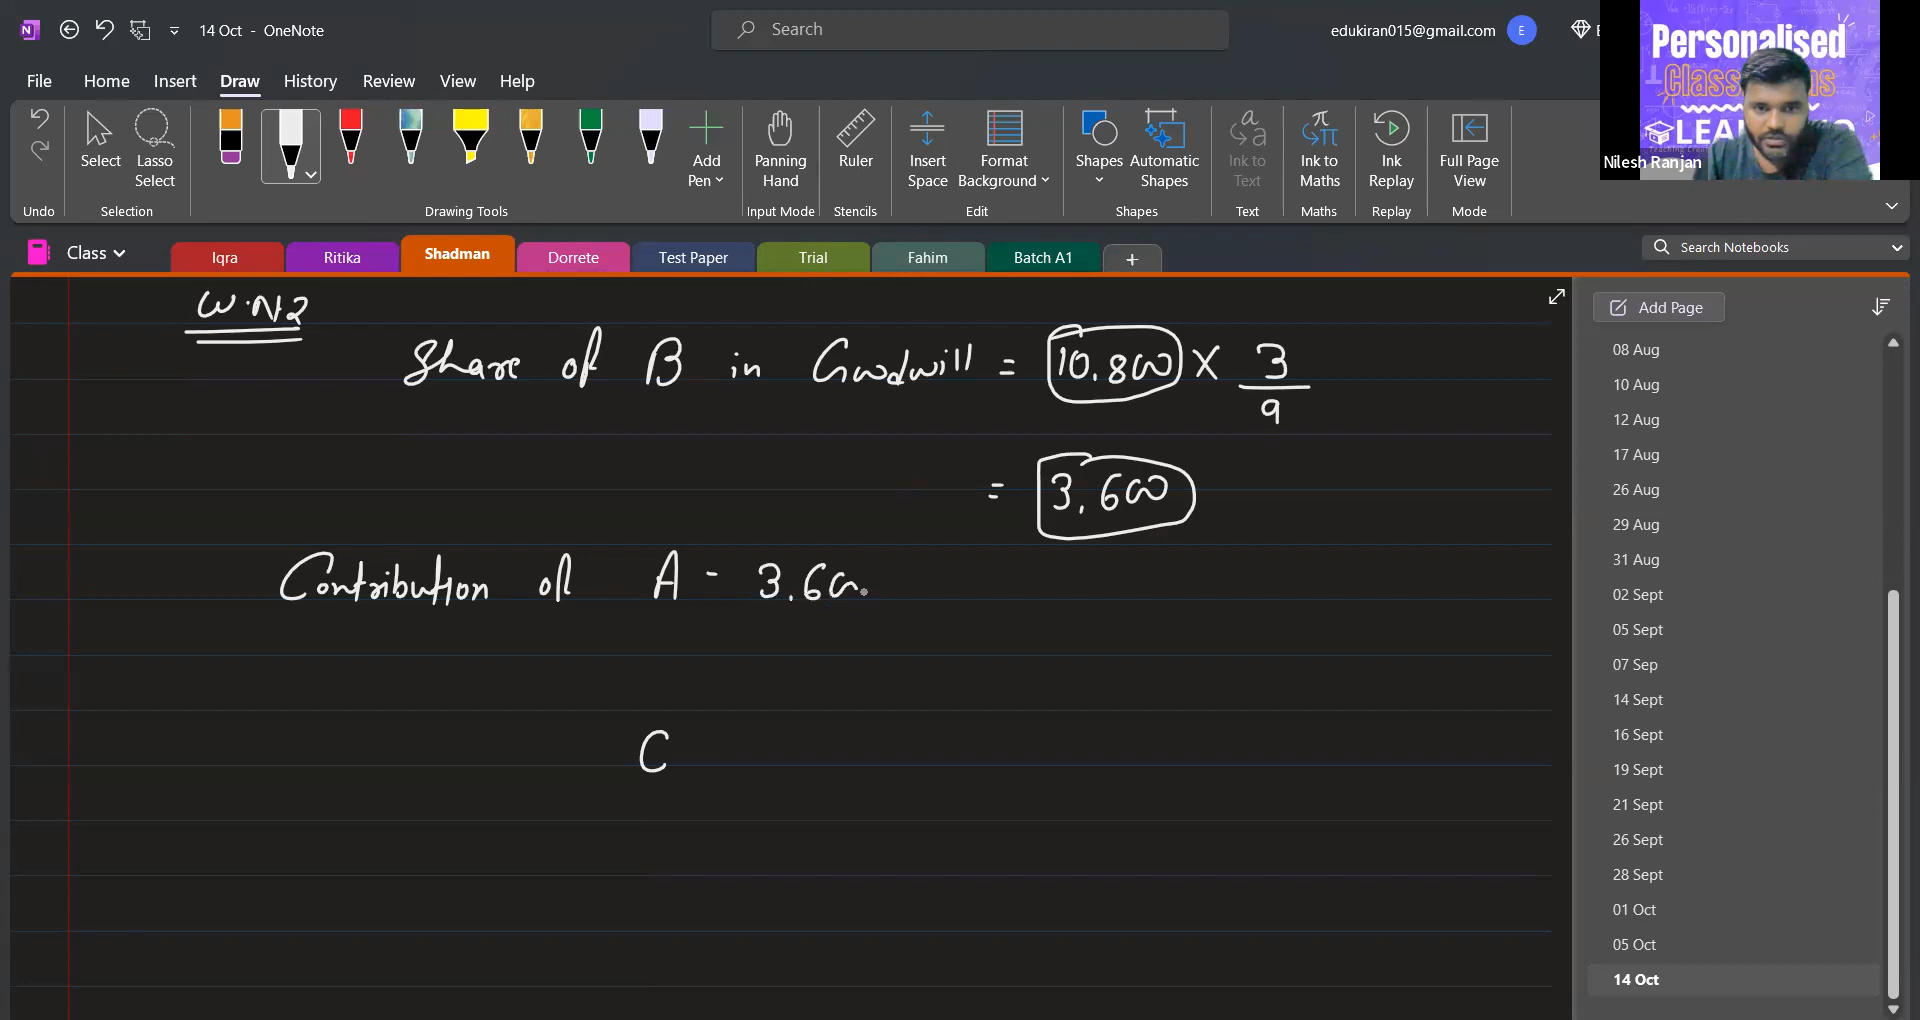 14 Oct - OneNote
Search
edukiran015@gmail.com
E
File Home Insert Draw History Review View Help
Undo
Select
Lasso Select
Selection
Drawing Tools
Add Pen
Panning Hand
Input Mode
Ruler
Stencils
Insert Space
Format Background
Edit
Shapes
Automatic Shapes
Shapes
Ink to Text
Text
Ink to Maths
Maths
Ink Replay
Replay
Full Page View
Mode
Personalised
Nilesh Ranjan
Class
Iqra Ritika Shadman Dorrete Test Paper Trial Fahim Batch A1 +
Search Notebooks
W.N2
Share of B in Goodwill = 10,800 × 3/9
= 3,600
Contribution of A - 3,60
C
Add Page
08 Aug
10 Aug
12 Aug
17 Aug
26 Aug
29 Aug
31 Aug
02 Sept
05 Sept
07 Sep
14 Sept
16 Sept
19 Sept
21 Sept
26 Sept
28 Sept
01 Oct
05 Oct
14 Oct